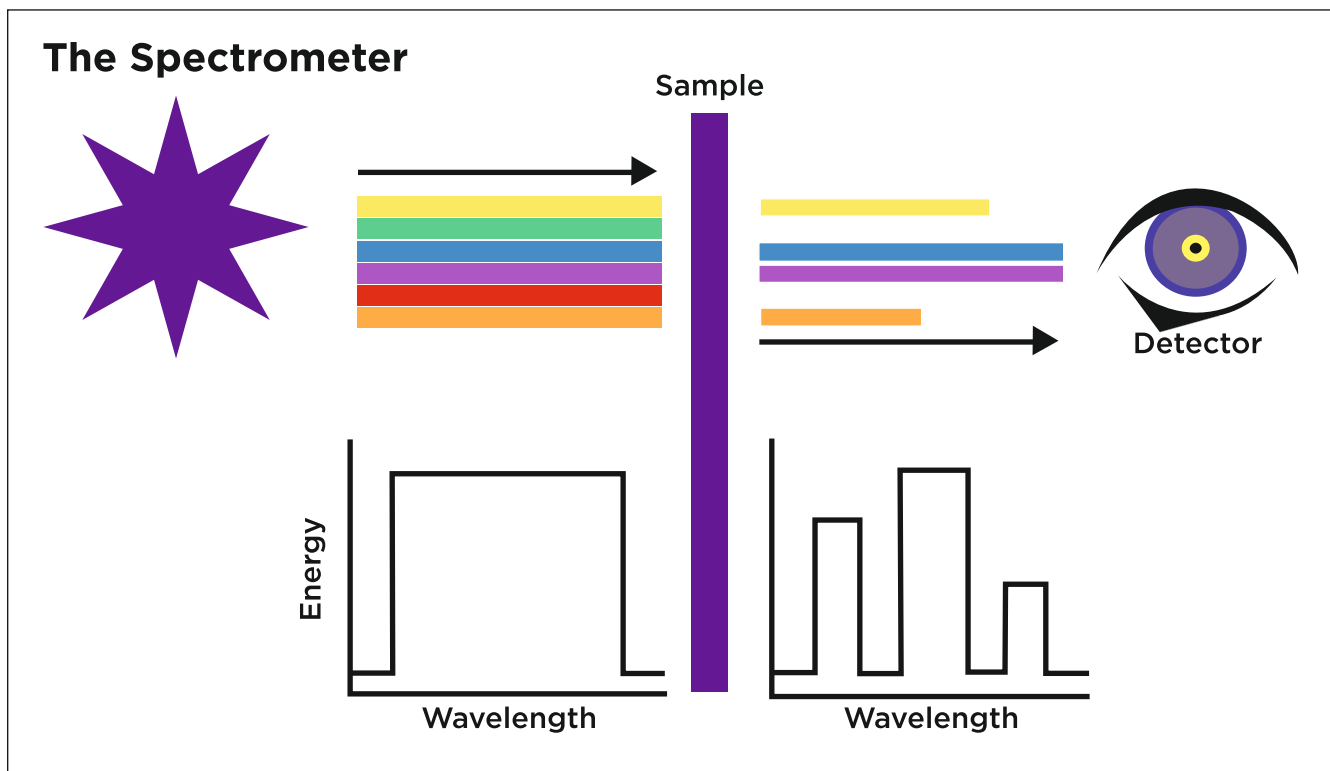 The Spectrometer
Sample
Detector
Energy
Wavelength
Wavelength